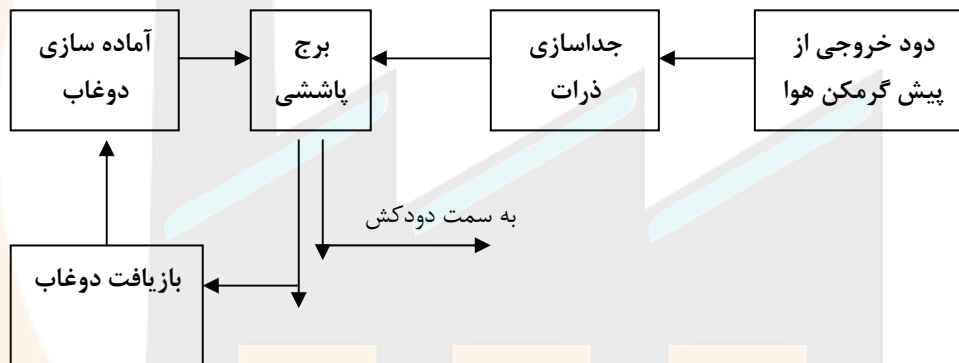 دود خروجی از
پیش گرمکن هوا
جداسازی
ذرات
برج
پاششی
آماده سازی
دوغاب
به سمت دودکش
بازیافت دوغاب